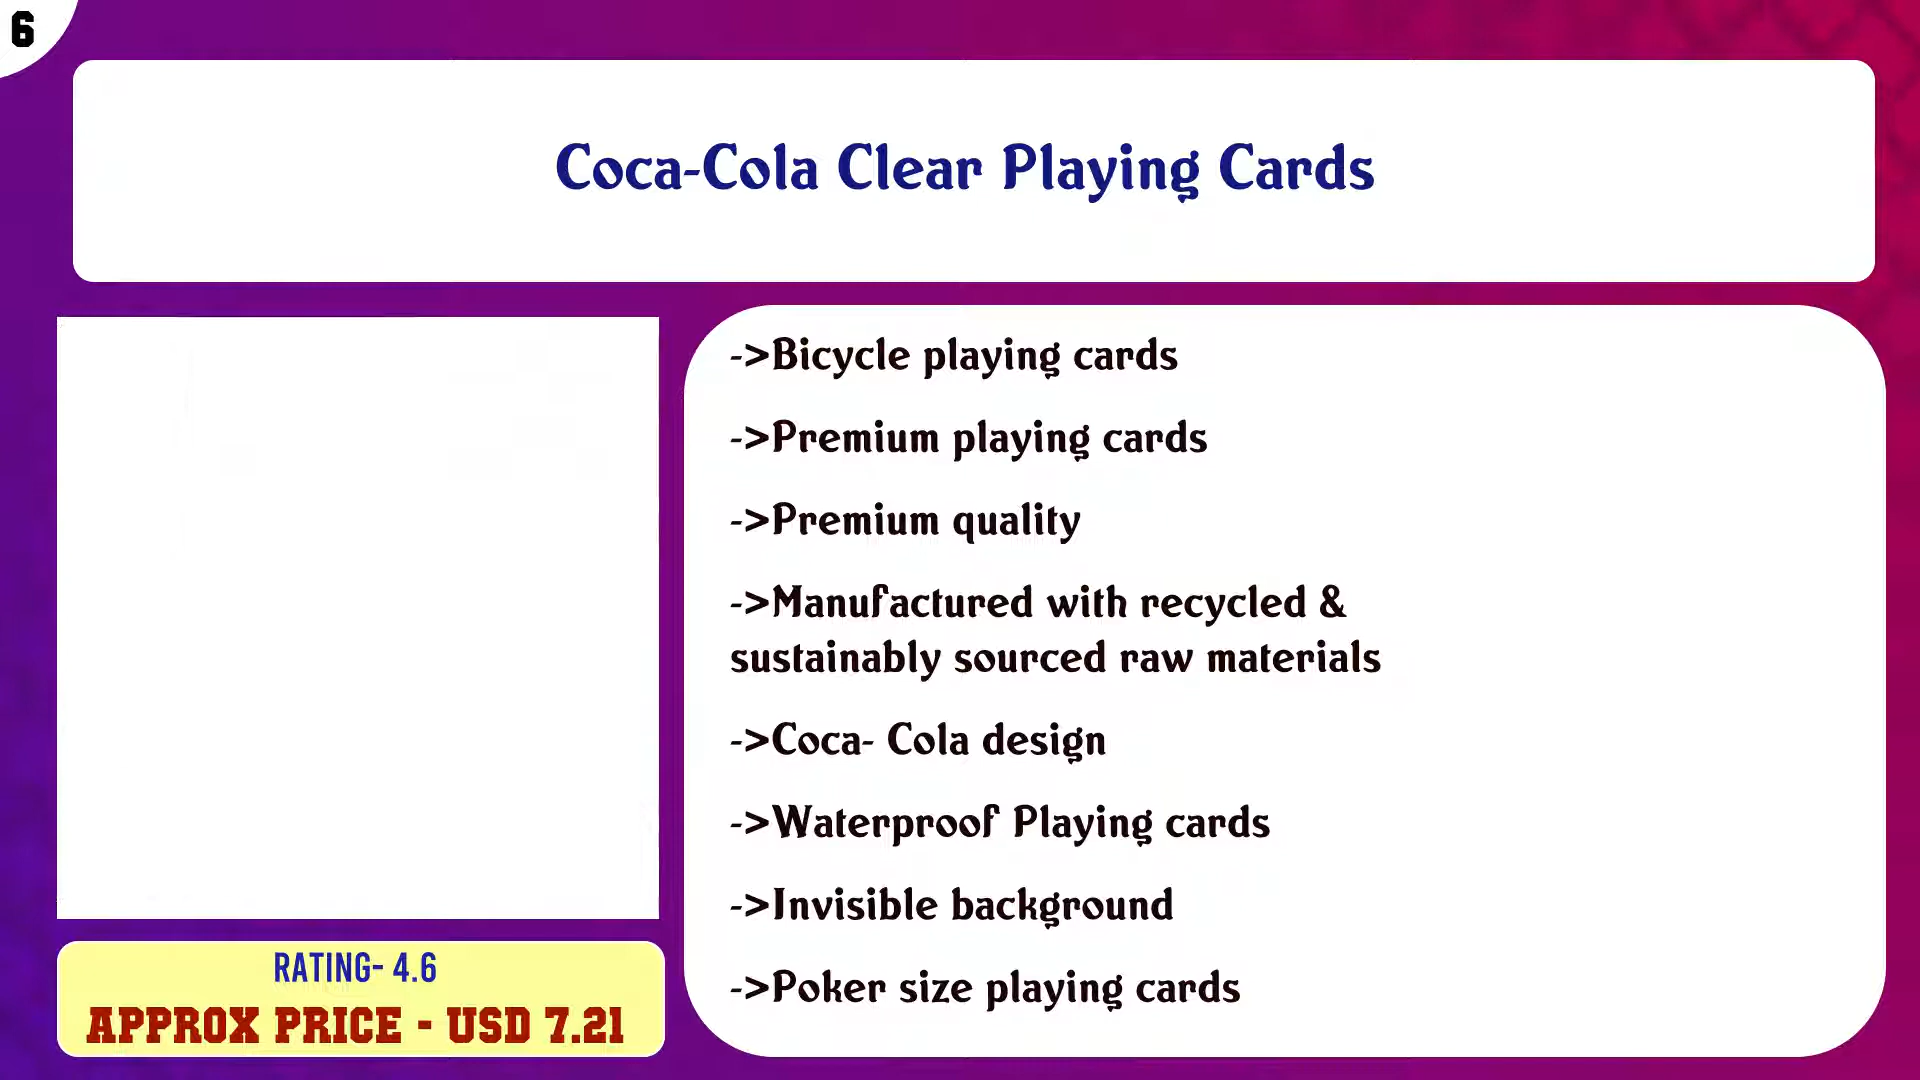 6
Coca-Cola Clear Playing Cards
->Bicycle playing cards
->Premium playing cards
->Premium quality
->Manufactured with recycled &
sustainably sourced raw materials
->Coca- Cola design
->Waterproof Playing cards
->Invisible background
->Poker size playing cards
RATING- 4.6
APPROX PRICE - USD 7.21